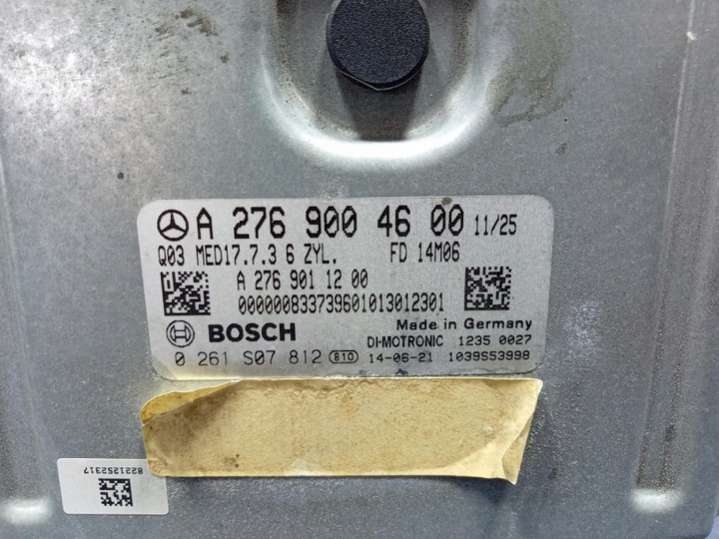 A 276 900 46 00 11/25
Q03 MED17.7.3 6 ZYL. FD 14M06
A 276 901 12 00
000000833739601013012301
BOSCH
Made in Germany
DI-MOTRONIC 1235 0027
0 261 S07 812 B10 14-06-21 1039S53998
8221252317